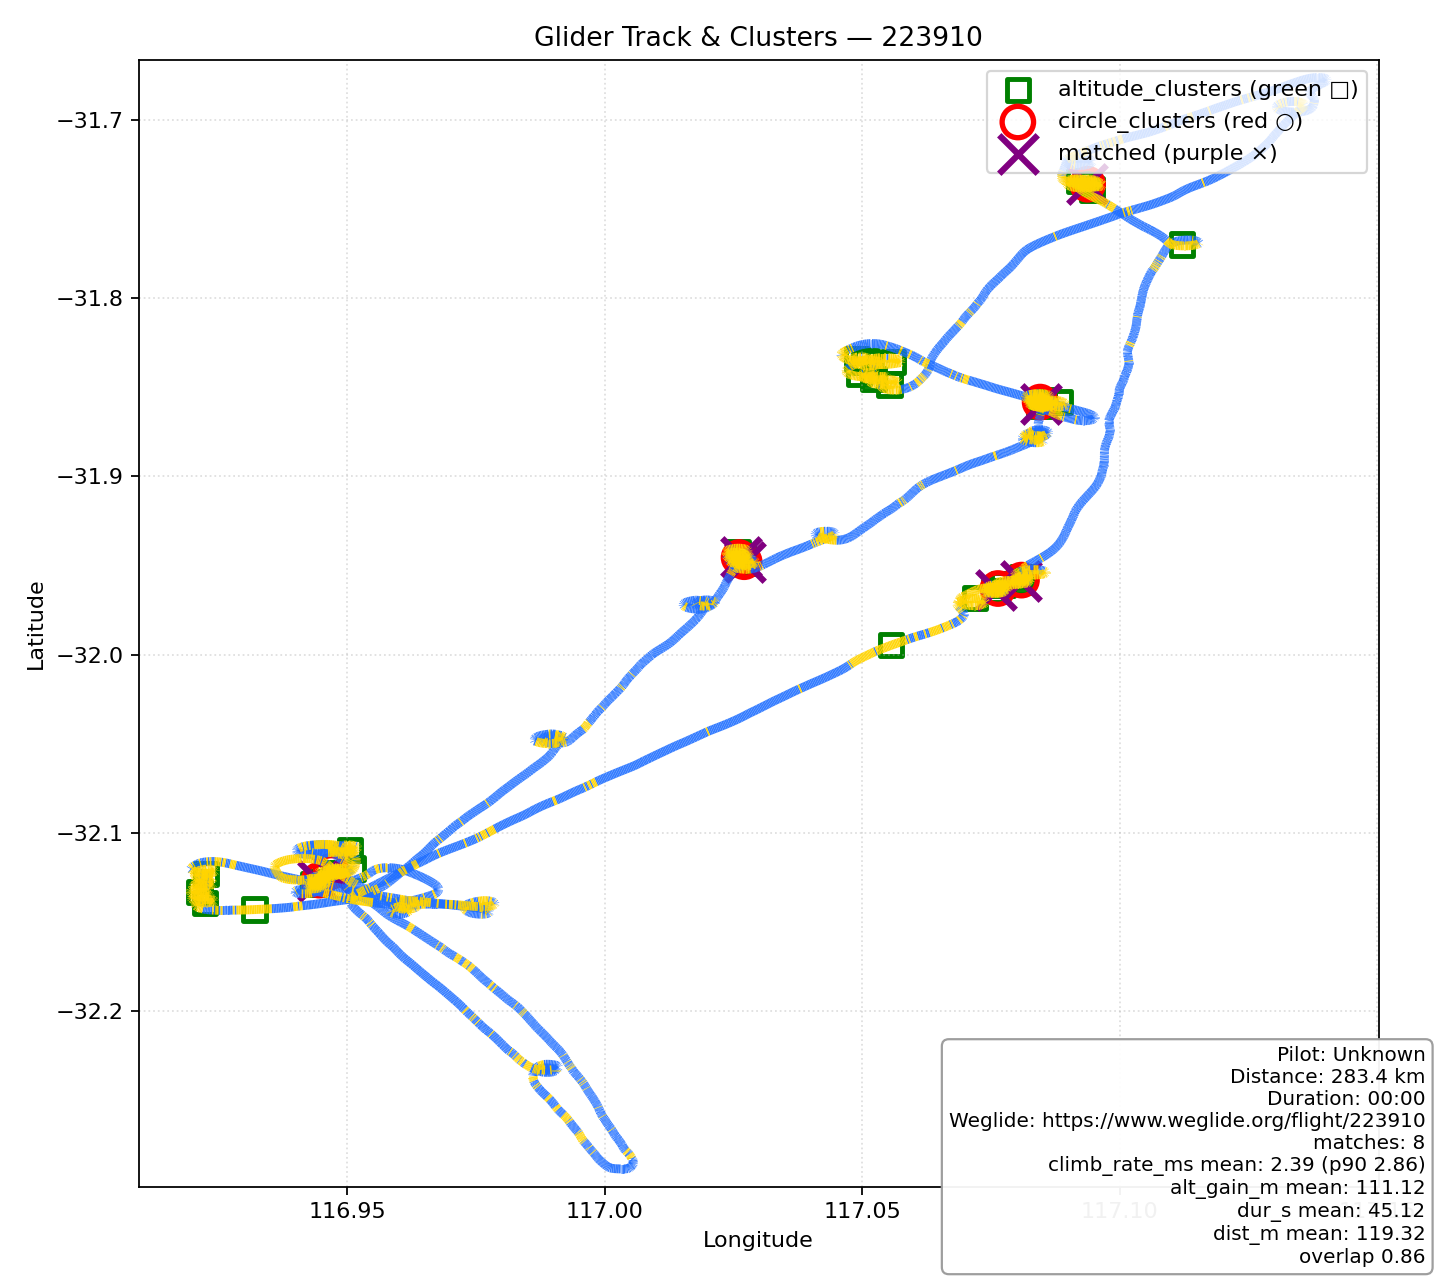 Glider Track & Clusters — 223910
altitude_clusters (green □)
circle_clusters (red ○)
matched (purple ×)
−31.7
−31.8
−31.9
−32.0
−32.1
−32.2
Latitude
116.95
117.00
117.05
117.10
Longitude
Pilot: Unknown
Distance: 283.4 km
Duration: 00:00
Weglide: https://www.weglide.org/flight/223910
matches: 8
climb_rate_ms mean: 2.39 (p90 2.86)
alt_gain_m mean: 111.12
dur_s mean: 45.12
dist_m mean: 119.32
overlap 0.86